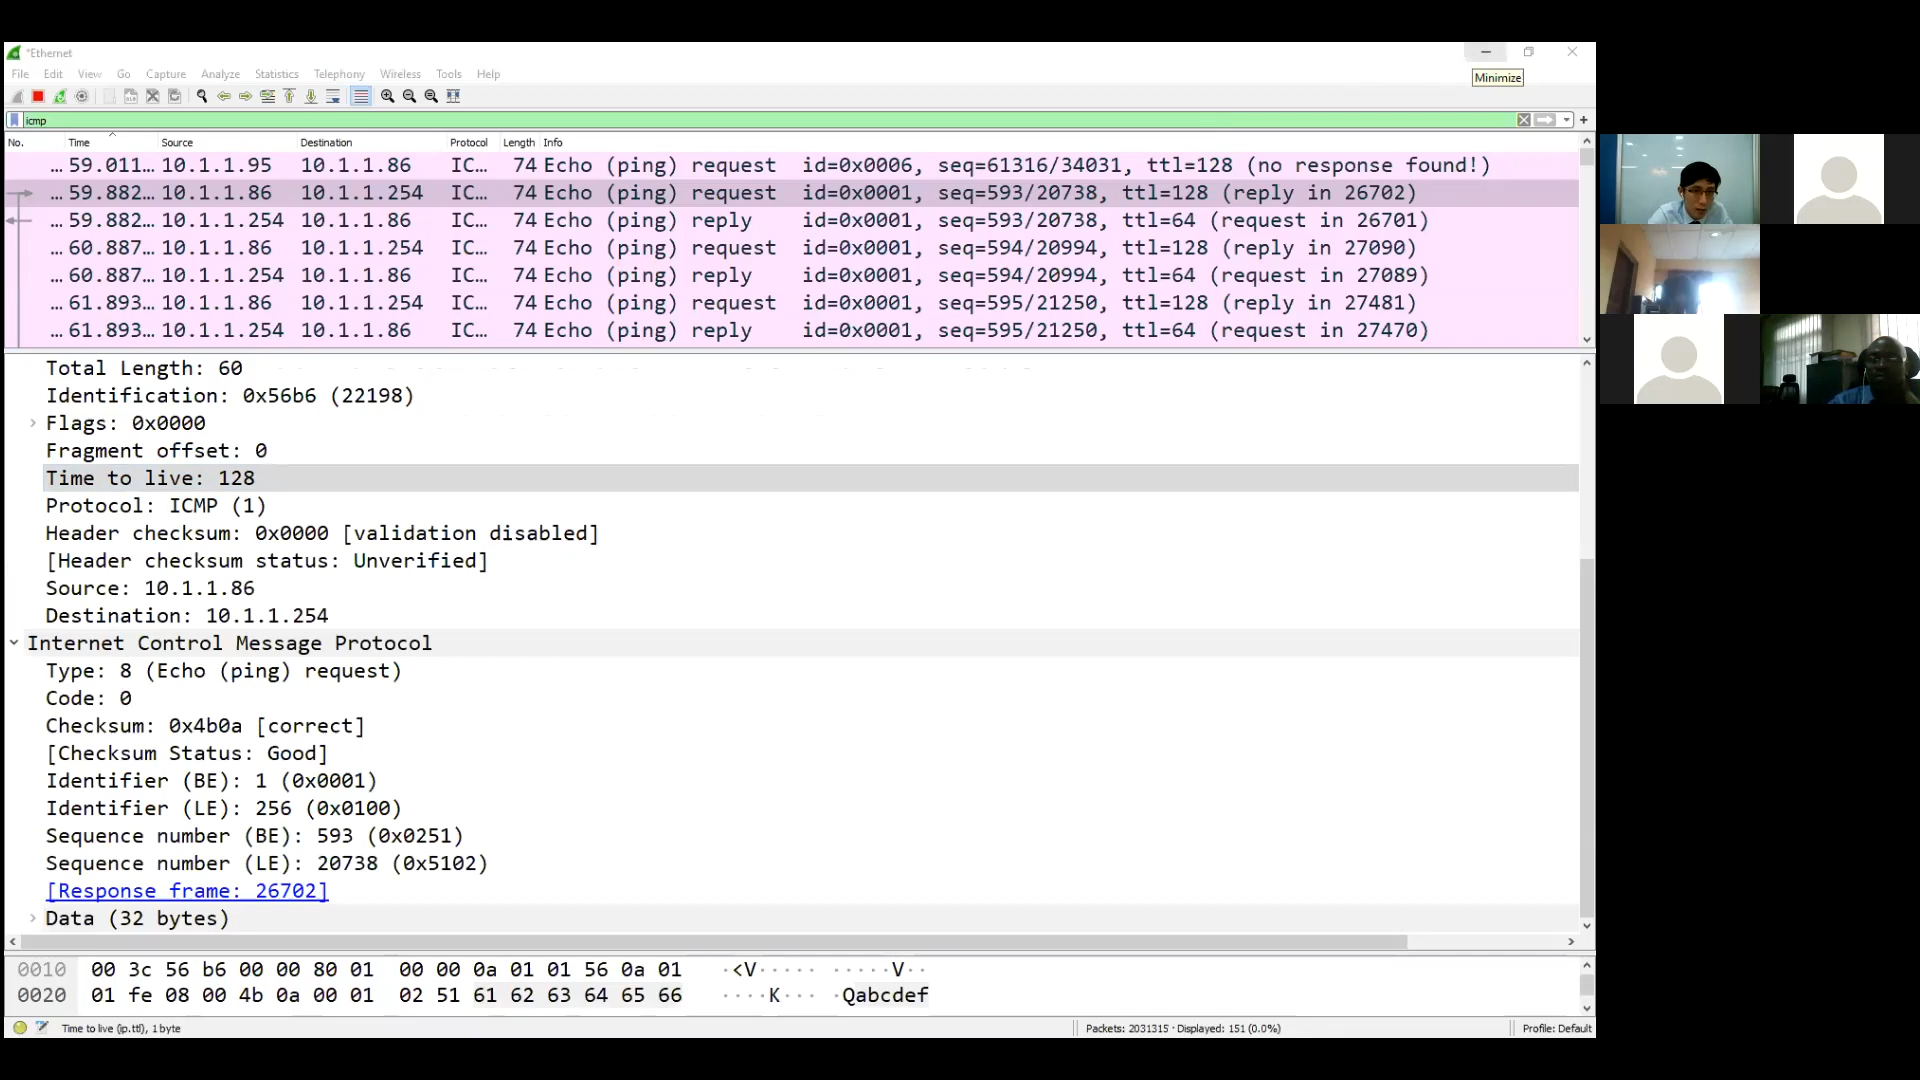 *Ethernet
File Edit View Go Capture Analyze Statistics Telephony Wireless Tools Help
Minimize
icmp
No. Time Source Destination Protocol Length Info
... 59.011... 10.1.1.95 10.1.1.86 IC... 74 Echo (ping) request id=0x0006, seq=61316/34031, ttl=128 (no response found!)
... 59.882... 10.1.1.86 10.1.1.254 IC... 74 Echo (ping) request id=0x0001, seq=593/20738, ttl=128 (reply in 26702)
... 59.882... 10.1.1.254 10.1.1.86 IC... 74 Echo (ping) reply id=0x0001, seq=593/20738, ttl=64 (request in 26701)
... 60.887... 10.1.1.86 10.1.1.254 IC... 74 Echo (ping) request id=0x0001, seq=594/20994, ttl=128 (reply in 27090)
... 60.887... 10.1.1.254 10.1.1.86 IC... 74 Echo (ping) reply id=0x0001, seq=594/20994, ttl=64 (request in 27089)
... 61.893... 10.1.1.86 10.1.1.254 IC... 74 Echo (ping) request id=0x0001, seq=595/21250, ttl=128 (reply in 27481)
... 61.893... 10.1.1.254 10.1.1.86 IC... 74 Echo (ping) reply id=0x0001, seq=595/21250, ttl=64 (request in 27470)
Total Length: 60
Identification: 0x56b6 (22198)
Flags: 0x0000
Fragment offset: 0
Time to live: 128
Protocol: ICMP (1)
Header checksum: 0x0000 [validation disabled]
[Header checksum status: Unverified]
Source: 10.1.1.86
Destination: 10.1.1.254
Internet Control Message Protocol
Type: 8 (Echo (ping) request)
Code: 0
Checksum: 0x4b0a [correct]
[Checksum Status: Good]
Identifier (BE): 1 (0x0001)
Identifier (LE): 256 (0x0100)
Sequence number (BE): 593 (0x0251)
Sequence number (LE): 20738 (0x5102)
[Response frame: 26702]
Data (32 bytes)
0010 00 3c 56 b6 00 00 80 01 00 00 0a 01 01 56 0a 01 ·<V····· ·····V··
0020 01 fe 08 00 4b 0a 00 01 02 51 61 62 63 64 65 66 ····K··· ·Qabcdef
Time to live (ip.ttl), 1 byte Packets: 2031315 · Displayed: 151 (0.0%) Profile: Default